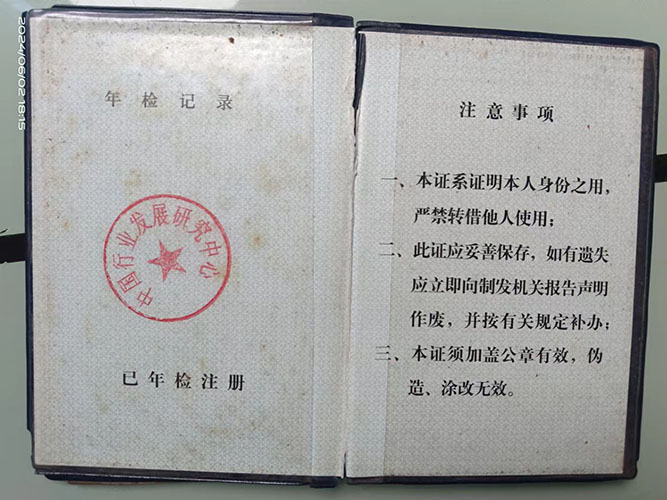 2024/06/02 18:15
年检记录
中国行业发展研究中心
已年检注册
注意事项
一、本证系证明本人身份之用，
严禁转借他人使用；
二、此证应妥善保存，如有遗失
应立即向制发机关报告声明
作废，并按有关规定补办；
三、本证须加盖公章有效，伪
造、涂改无效。